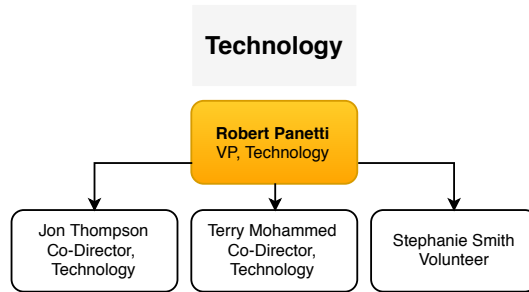 Technology
Robert Panetti
VP, Technology
Jon Thompson
Co-Director,
Technology
Terry Mohammed
Co-Director,
Technology
Stephanie Smith
Volunteer